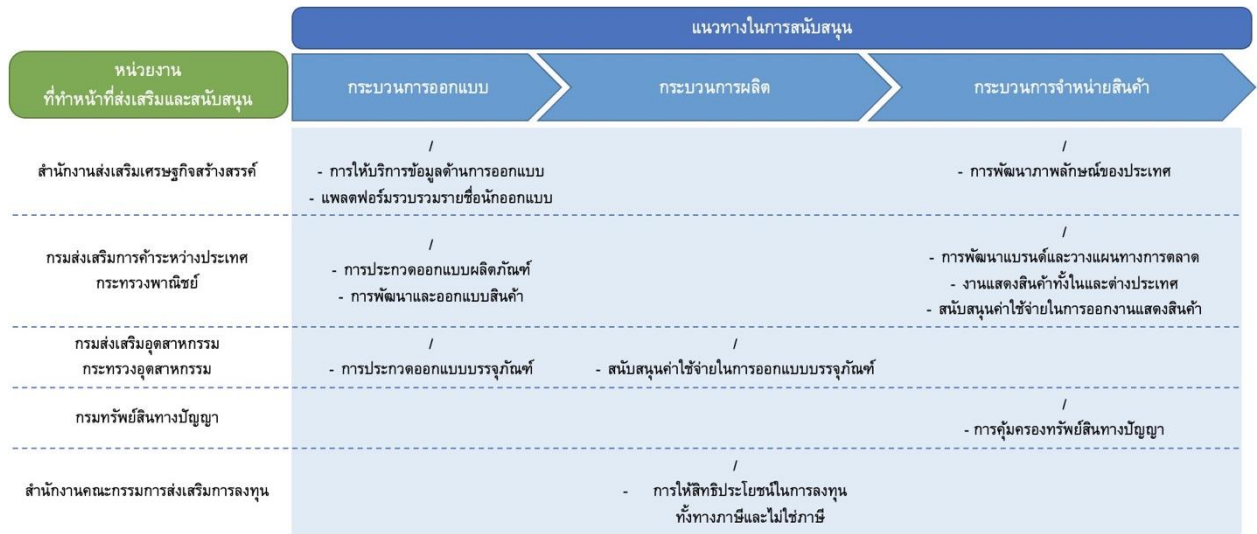 แนวทางในการสนับสนุน
หน่วยงาน
ที่ทำหน้าที่ส่งเสริมและสนับสนุน
กระบวนการออกแบบ
กระบวนการผลิต
กระบวนการจำหน่ายสินค้า
สำนักงานส่งเสริมเศรษฐกิจสร้างสรรค์
/
- การให้บริการข้อมูลด้านการออกแบบ
- แพลตฟอร์มรวบรวมรายชื่อนักออกแบบ
/
- การพัฒนาภาพลักษณ์ของประเทศ
กรมส่งเสริมการค้าระหว่างประเทศ
กระทรวงพาณิชย์
/
- การประกวดออกแบบผลิตภัณฑ์
- การพัฒนาและออกแบบสินค้า
/
- การพัฒนาแบรนด์และวางแผนทางการตลาด
- งานแสดงสินค้าทั้งในและต่างประเทศ
- สนับสนุนค่าใช้จ่ายในการออกงานแสดงสินค้า
กรมส่งเสริมอุตสาหกรรม
กระทรวงอุตสาหกรรม
/
- การประกวดออกแบบบรรจุภัณฑ์
/
- สนับสนุนค่าใช้จ่ายในการออกแบบบรรจุภัณฑ์
กรมทรัพย์สินทางปัญญา
/
- การคุ้มครองทรัพย์สินทางปัญญา
สำนักงานคณะกรรมการส่งเสริมการลงทุน
/
- การให้สิทธิประโยชน์ในการลงทุน
ทั้งทางภาษีและไม่ใช่ภาษี